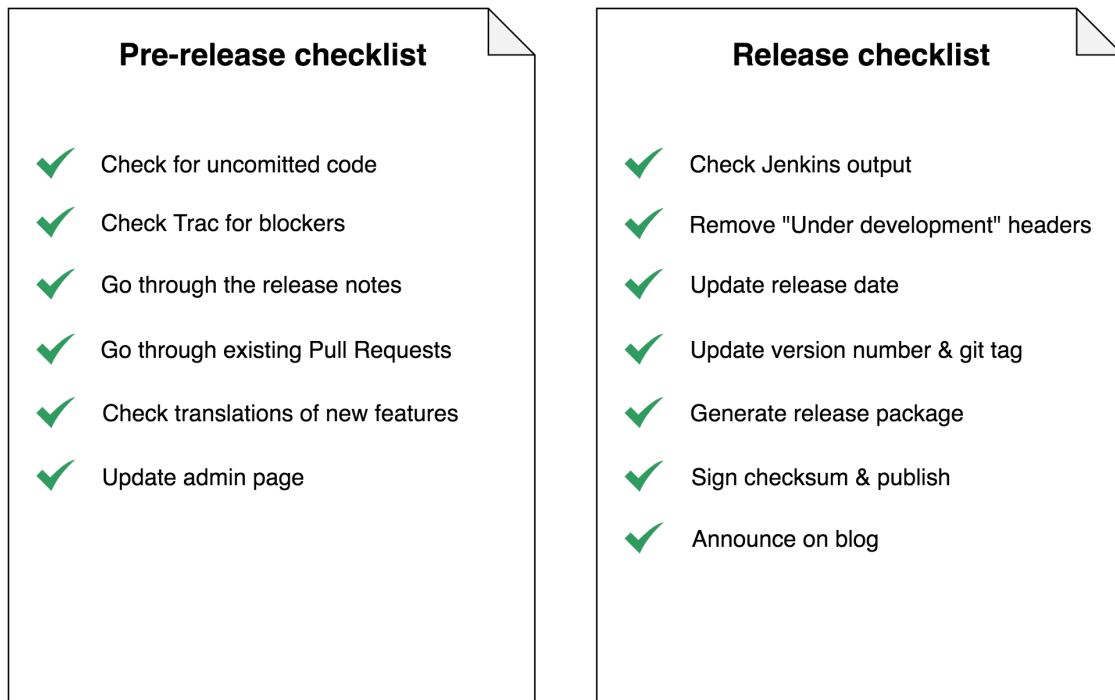 Pre-release checklist
Check for uncomitted code
Check Trac for blockers
Go through the release notes
Go through existing Pull Requests
Check translations of new features
Update admin page
Release checklist
Check Jenkins output
Remove "Under development" headers
Update release date
Update version number & git tag
Generate release package
Sign checksum & publish
Announce on blog